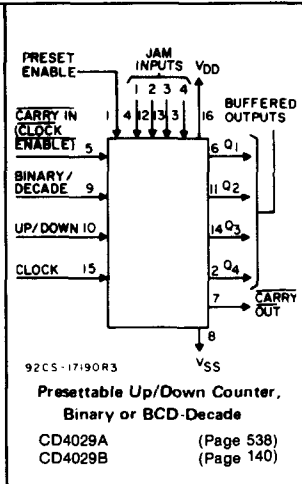 PRESET
ENABLE
JAM
INPUTS
VDD
1 2 3 4
BUFFERED
OUTPUTS
1 4 12 13 3 16
CARRY IN
(CLOCK
ENABLE)
5
6 Q1
BINARY/
DECADE
9
11 Q2
UP/DOWN 10
14 Q3
CLOCK 15
2 Q4
7
CARRY
OUT
8
VSS
92CS-17190R3
Presettable Up/Down Counter,
Binary or BCD-Decade
CD4029A (Page 538)
CD4029B (Page 140)